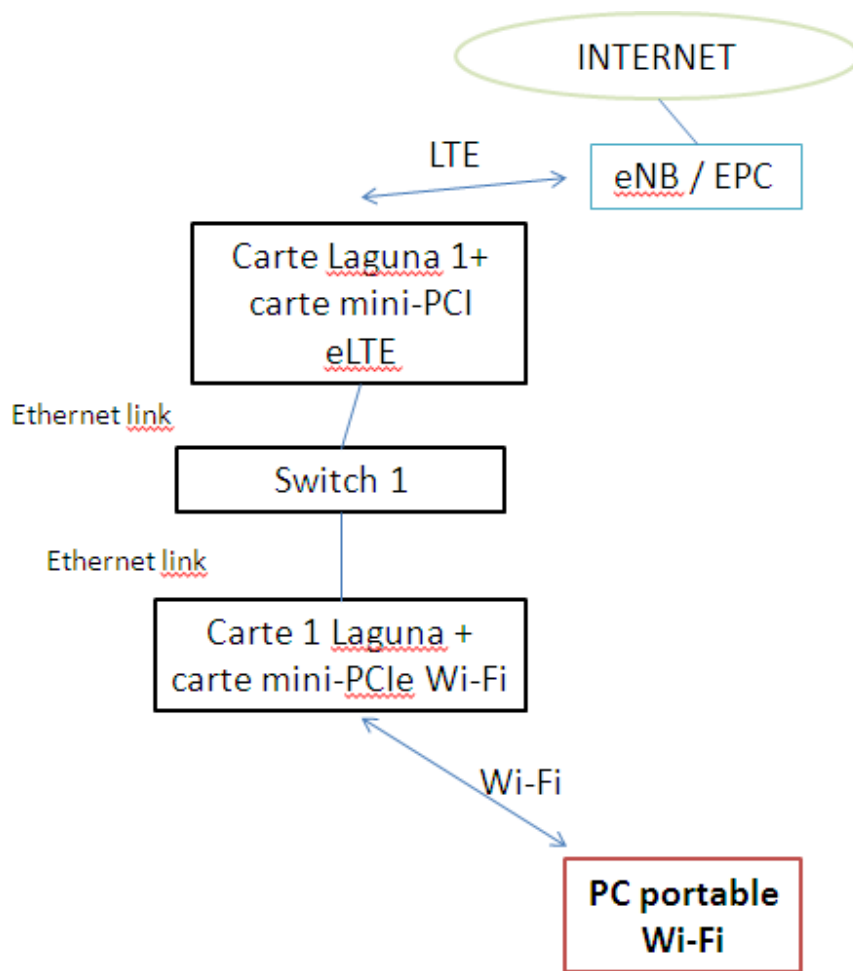 INTERNET
LTE
eNB / EPC
Carte Laguna 1+
carte mini-PCI
eLTE
Ethernet link
Switch 1
Ethernet link
Carte 1 Laguna +
carte mini-PCIe Wi-Fi
Wi-Fi
PC portable
Wi-Fi